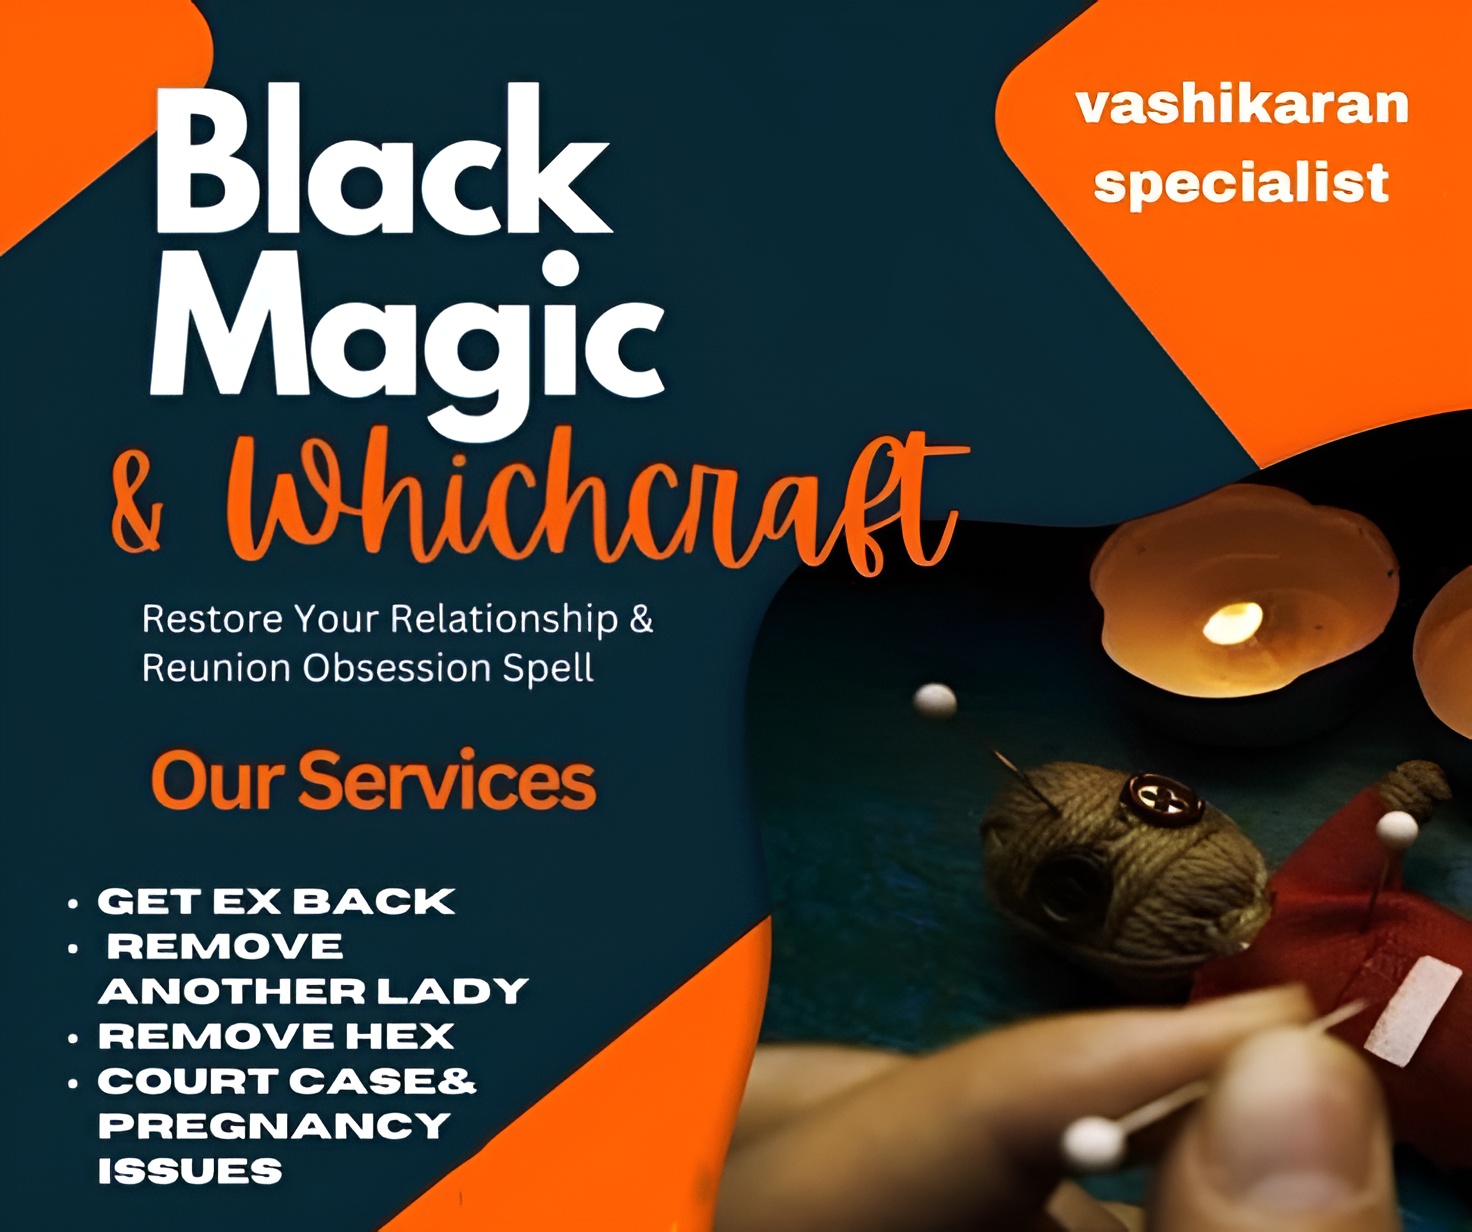 Black
Magic
& Whichcraft
Restore Your Relationship &
Reunion Obsession Spell
Our Services
• GET EX BACK
• REMOVE
ANOTHER LADY
• REMOVE HEX
• COURT CASE&
PREGNANCY
ISSUES
vashikaran
specialist